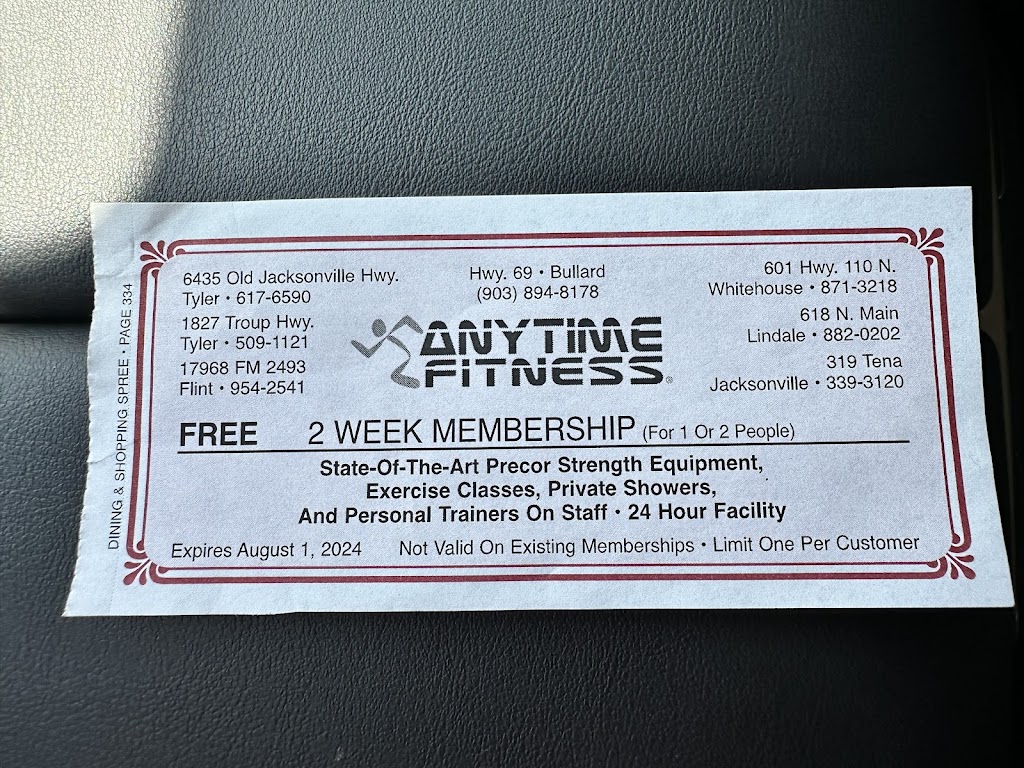 6435 Old Jacksonville Hwy.
Tyler • 617-6590
1827 Troup Hwy.
Tyler • 509-1121
17968 FM 2493
Flint • 954-2541
Hwy. 69 • Bullard
(903) 894-8178
601 Hwy. 110 N.
Whitehouse • 871-3218
618 N. Main
Lindale • 882-0202
319 Tena
Jacksonville • 339-3120
ANYTIME
FITNESS®
FREE 2 WEEK MEMBERSHIP (For 1 Or 2 People)
State-Of-The-Art Precor Strength Equipment,
Exercise Classes, Private Showers,
And Personal Trainers On Staff • 24 Hour Facility
Expires August 1, 2024 Not Valid On Existing Memberships • Limit One Per Customer
DINING & SHOPPING SPREE • PAGE 334